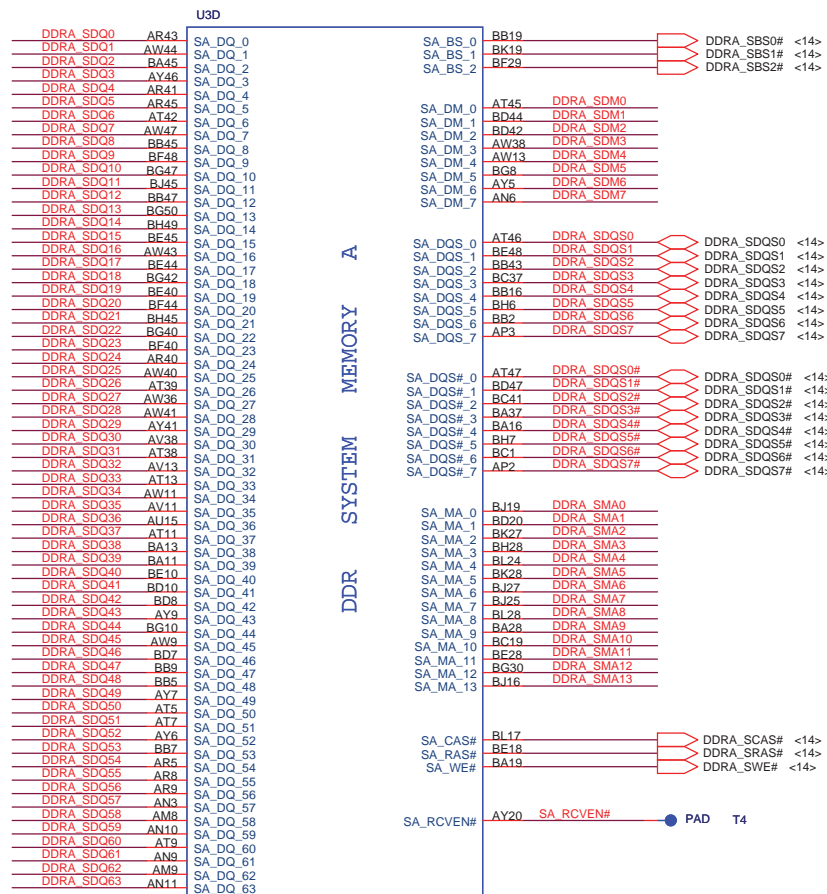 U3D
DDRA_SDQ0 AR43 SA_DQ_0
DDRA_SDQ1 AW44 SA_DQ_1
DDRA_SDQ2 BA45 SA_DQ_2
DDRA_SDQ3 AY46 SA_DQ_3
DDRA_SDQ4 AR41 SA_DQ_4
DDRA_SDQ5 AR45 SA_DQ_5
DDRA_SDQ6 AT42 SA_DQ_6
DDRA_SDQ7 AW47 SA_DQ_7
DDRA_SDQ8 BB45 SA_DQ_8
DDRA_SDQ9 BF48 SA_DQ_9
DDRA_SDQ10 BG47 SA_DQ_10
DDRA_SDQ11 BJ45 SA_DQ_11
DDRA_SDQ12 BB47 SA_DQ_12
DDRA_SDQ13 BG50 SA_DQ_13
DDRA_SDQ14 BH49 SA_DQ_14
DDRA_SDQ15 BE45 SA_DQ_15
DDRA_SDQ16 AW43 SA_DQ_16
DDRA_SDQ17 BE44 SA_DQ_17
DDRA_SDQ18 BG42 SA_DQ_18
DDRA_SDQ19 BE40 SA_DQ_19
DDRA_SDQ20 BF44 SA_DQ_20
DDRA_SDQ21 BH45 SA_DQ_21
DDRA_SDQ22 BG40 SA_DQ_22
DDRA_SDQ23 BF40 SA_DQ_23
DDRA_SDQ24 AR40 SA_DQ_24
DDRA_SDQ25 AW40 SA_DQ_25
DDRA_SDQ26 AT39 SA_DQ_26
DDRA_SDQ27 AW36 SA_DQ_27
DDRA_SDQ28 AW41 SA_DQ_28
DDRA_SDQ29 AY41 SA_DQ_29
DDRA_SDQ30 AV38 SA_DQ_30
DDRA_SDQ31 AT38 SA_DQ_31
DDRA_SDQ32 AV13 SA_DQ_32
DDRA_SDQ33 AT13 SA_DQ_33
DDRA_SDQ34 AW11 SA_DQ_34
DDRA_SDQ35 AV11 SA_DQ_35
DDRA_SDQ36 AU15 SA_DQ_36
DDRA_SDQ37 AT11 SA_DQ_37
DDRA_SDQ38 BA13 SA_DQ_38
DDRA_SDQ39 BA11 SA_DQ_39
DDRA_SDQ40 BE10 SA_DQ_40
DDRA_SDQ41 BD10 SA_DQ_41
DDRA_SDQ42 BD8 SA_DQ_42
DDRA_SDQ43 AY9 SA_DQ_43
DDRA_SDQ44 BG10 SA_DQ_44
DDRA_SDQ45 AW9 SA_DQ_45
DDRA_SDQ46 BD7 SA_DQ_46
DDRA_SDQ47 BB9 SA_DQ_47
DDRA_SDQ48 BB5 SA_DQ_48
DDRA_SDQ49 AY7 SA_DQ_49
DDRA_SDQ50 AT5 SA_DQ_50
DDRA_SDQ51 AT7 SA_DQ_51
DDRA_SDQ52 AY6 SA_DQ_52
DDRA_SDQ53 BB7 SA_DQ_53
DDRA_SDQ54 AR5 SA_DQ_54
DDRA_SDQ55 AR8 SA_DQ_55
DDRA_SDQ56 AR9 SA_DQ_56
DDRA_SDQ57 AN3 SA_DQ_57
DDRA_SDQ58 AM8 SA_DQ_58
DDRA_SDQ59 AN10 SA_DQ_59
DDRA_SDQ60 AT9 SA_DQ_60
DDRA_SDQ61 AN9 SA_DQ_61
DDRA_SDQ62 AM9 SA_DQ_62
DDRA_SDQ63 AN11 SA_DQ_63
DDR SYSTEM MEMORY A
SA_BS_0 BB19 DDRA_SBS0# <14>
SA_BS_1 BK19 DDRA_SBS1# <14>
SA_BS_2 BF29 DDRA_SBS2# <14>
SA_DM_0 AT45 DDRA_SDM0
SA_DM_1 BD44 DDRA_SDM1
SA_DM_2 BD42 DDRA_SDM2
SA_DM_3 AW38 DDRA_SDM3
SA_DM_4 AW13 DDRA_SDM4
SA_DM_5 BG8 DDRA_SDM5
SA_DM_6 AY5 DDRA_SDM6
SA_DM_7 AN6 DDRA_SDM7
SA_DQS_0 AT46 DDRA_SDQS0 DDRA_SDQS0 <14>
SA_DQS_1 BE48 DDRA_SDQS1 DDRA_SDQS1 <14>
SA_DQS_2 BB43 DDRA_SDQS2 DDRA_SDQS2 <14>
SA_DQS_3 BC37 DDRA_SDQS3 DDRA_SDQS3 <14>
SA_DQS_4 BB16 DDRA_SDQS4 DDRA_SDQS4 <14>
SA_DQS_5 BH6 DDRA_SDQS5 DDRA_SDQS5 <14>
SA_DQS_6 BB2 DDRA_SDQS6 DDRA_SDQS6 <14>
SA_DQS_7 AP3 DDRA_SDQS7 DDRA_SDQS7 <14>
SA_DQS#_0 AT47 DDRA_SDQS0# DDRA_SDQS0# <14>
SA_DQS#_1 BD47 DDRA_SDQS1# DDRA_SDQS1# <14>
SA_DQS#_2 BC41 DDRA_SDQS2# DDRA_SDQS2# <14>
SA_DQS#_3 BA37 DDRA_SDQS3# DDRA_SDQS3# <14>
SA_DQS#_4 BA16 DDRA_SDQS4# DDRA_SDQS4# <14>
SA_DQS#_5 BH7 DDRA_SDQS5# DDRA_SDQS5# <14>
SA_DQS#_6 BC1 DDRA_SDQS6# DDRA_SDQS6# <14>
SA_DQS#_7 AP2 DDRA_SDQS7# DDRA_SDQS7# <14>
SA_MA_0 BJ19 DDRA_SMA0
SA_MA_1 BD20 DDRA_SMA1
SA_MA_2 BK27 DDRA_SMA2
SA_MA_3 BH28 DDRA_SMA3
SA_MA_4 BL24 DDRA_SMA4
SA_MA_5 BK28 DDRA_SMA5
SA_MA_6 BJ27 DDRA_SMA6
SA_MA_7 BJ25 DDRA_SMA7
SA_MA_8 BL28 DDRA_SMA8
SA_MA_9 BA28 DDRA_SMA9
SA_MA_10 BC19 DDRA_SMA10
SA_MA_11 BE28 DDRA_SMA11
SA_MA_12 BG30 DDRA_SMA12
SA_MA_13 BJ16 DDRA_SMA13
SA_CAS# BL17 DDRA_SCAS# <14>
SA_RAS# BE18 DDRA_SRAS# <14>
SA_WE# BA19 DDRA_SWE# <14>
SA_RCVEN# AY20 SA_RCVEN# PAD T4